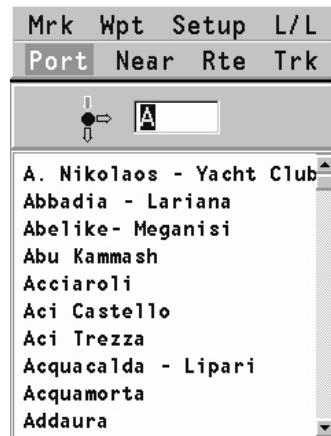 Mrk Wpt Setup L/L
Port Near Rte Trk
A
A. Nikolaos - Yacht Club
Abbadia - Lariana
Abelike- Meganisi
Abu Kammash
Acciaroli
Aci Castello
Aci Trezza
Acquacalda - Lipari
Acquamorta
Addaura